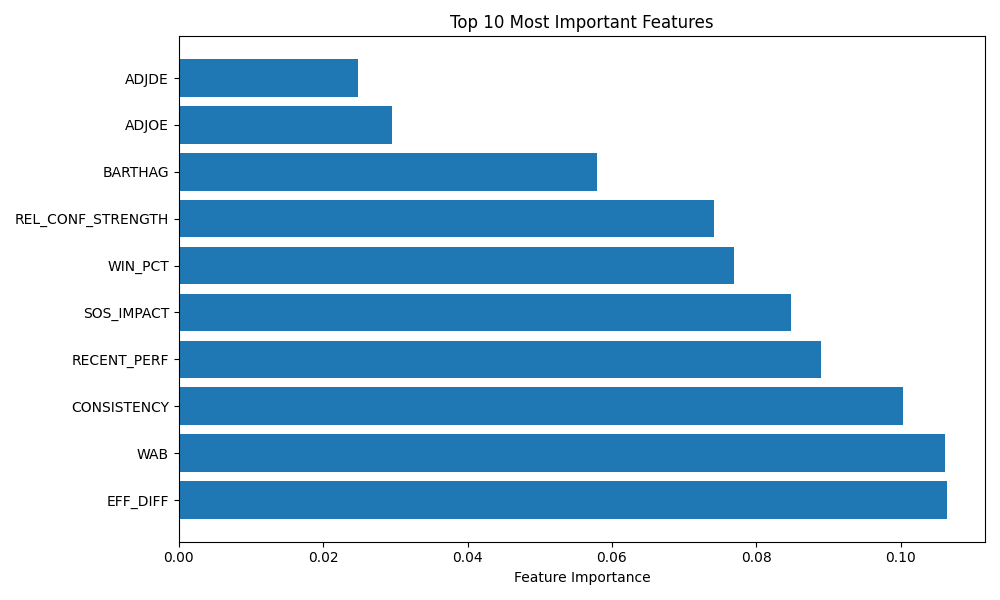 Top 10 Most Important Features
ADJDE
ADJOE
BARTHAG
REL_CONF_STRENGTH
WIN_PCT
SOS_IMPACT
RECENT_PERF
CONSISTENCY
WAB
EFF_DIFF
0.00 0.02 0.04 0.06 0.08 0.10
Feature Importance